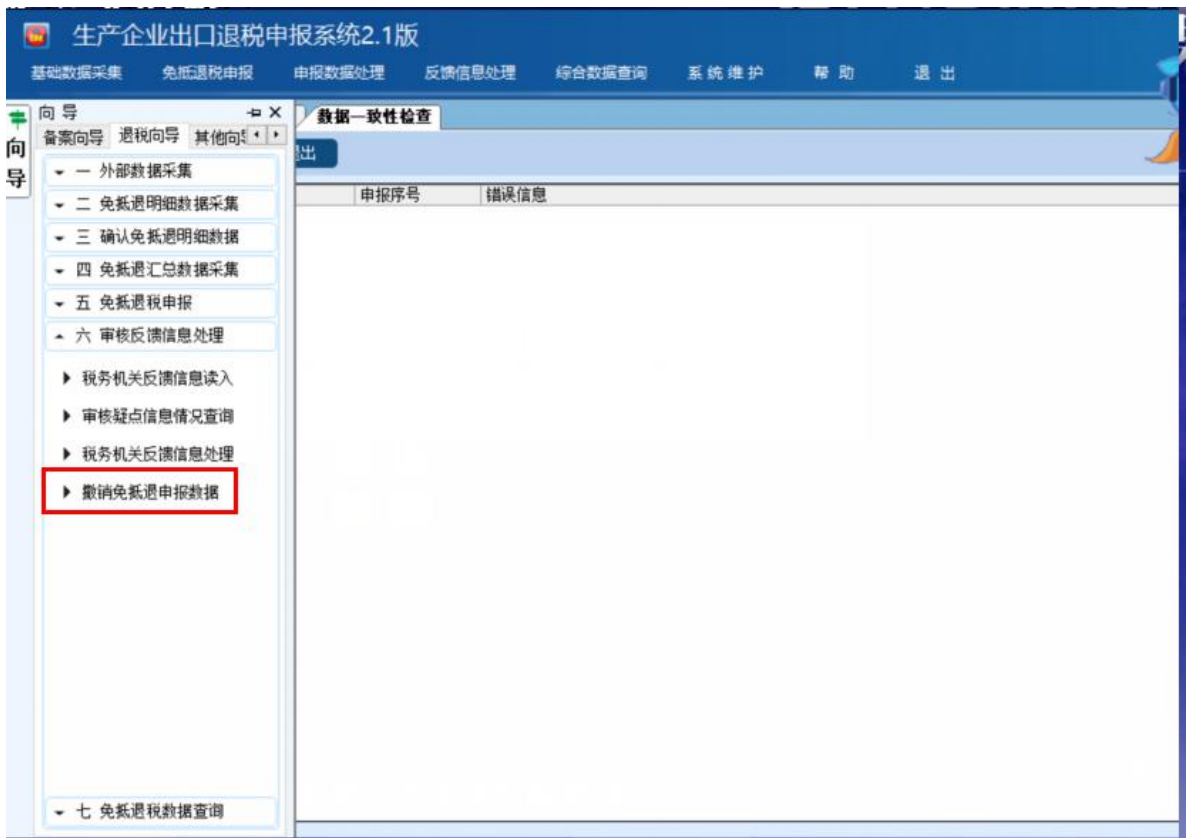 生产企业出口退税申报系统2.1版
基础数据采集 免抵退税申报 申报数据处理 反馈信息处理 综合数据查询 系统维护 帮助 退出
向导
向导
备案向导 退税向导 其他向
数据一致性检查
出
一 外部数据采集
申报序号 错误信息
二 免抵退明细数据采集
三 确认免抵退明细数据
四 免抵退汇总数据采集
五 免抵退税申报
六 审核反馈信息处理
税务机关反馈信息读入
审核疑点信息情况查询
税务机关反馈信息处理
撤销免抵退申报数据
七 免抵退税数据查询